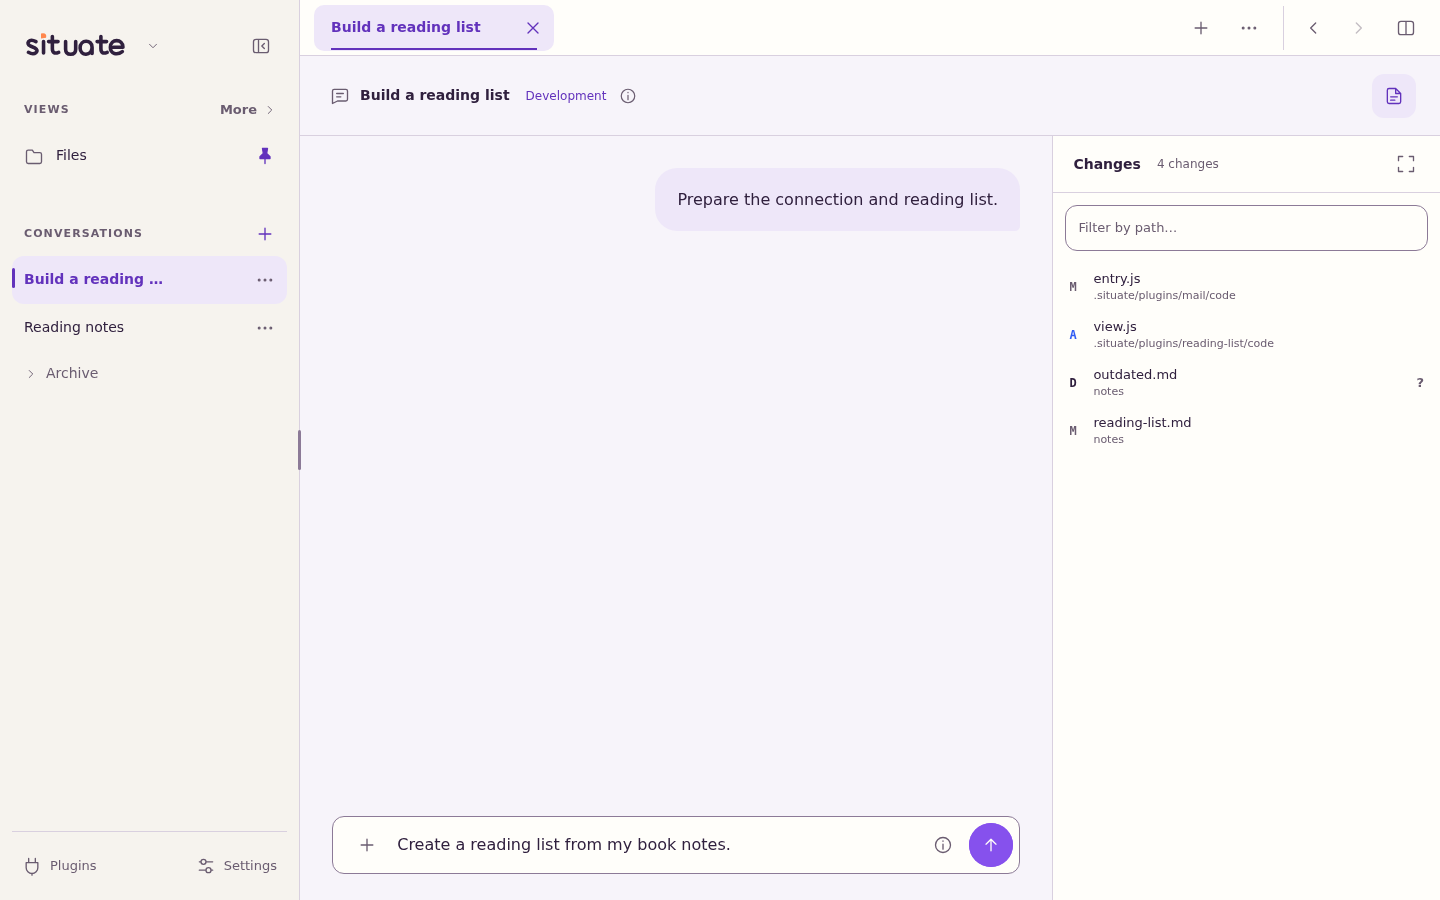 situate
VIEWS
More
Files
CONVERSATIONS
Build a reading ...
Reading notes
Archive
Plugins
Settings
Build a reading list
Build a reading list
Development
Prepare the connection and reading list.
Create a reading list from my book notes.
Changes
4 changes
Filter by path...
M
entry.js
.situate/plugins/mail/code
A
view.js
.situate/plugins/reading-list/code
D
outdated.md
notes
?
M
reading-list.md
notes